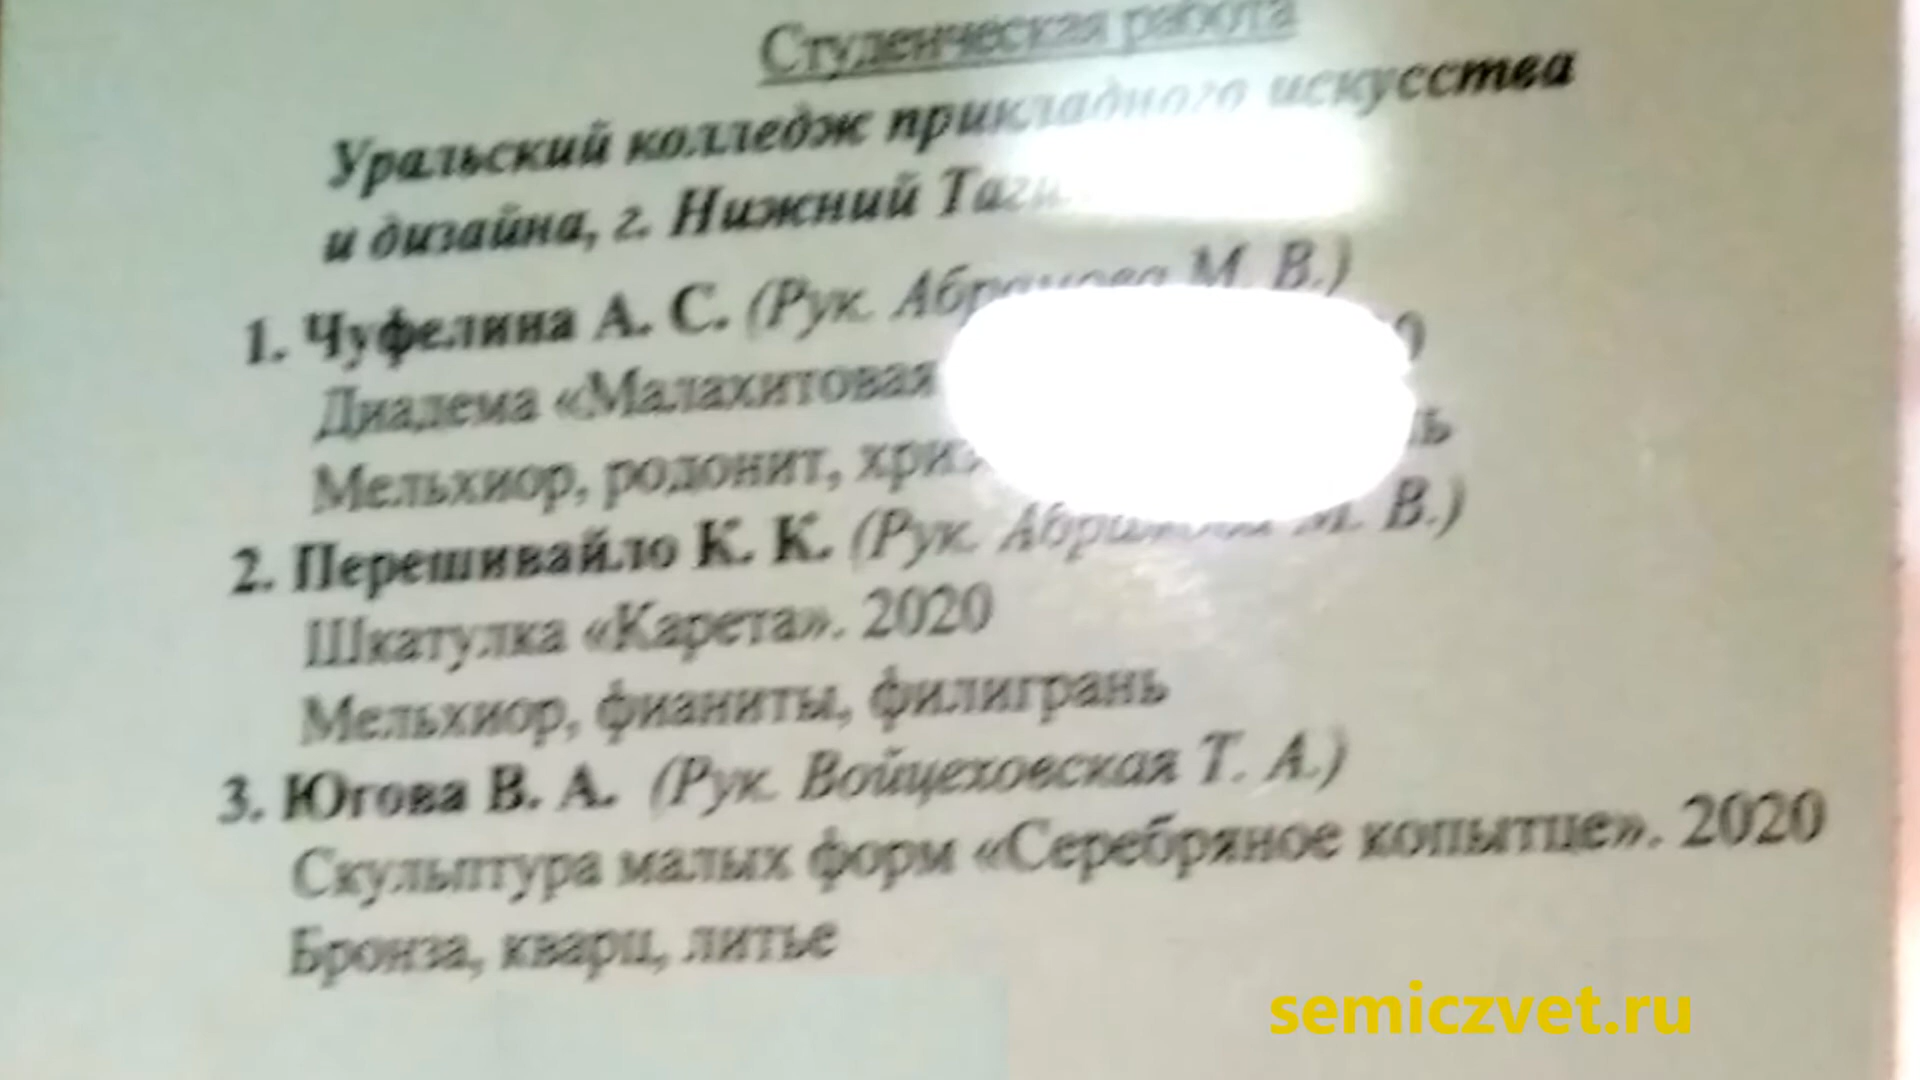 Студенческая работа
Уральский колледж прикладного искусства
и дизайна, г. Нижний
1. Чуфелина А. С. (Рук. Абрамова М. В.)
Диадема «Малахитовая
Мельхиор, родонит,
2. Перешивайло К. К. (Рук. Абрамова М. В.)
Шкатулка «Карета». 2020
Мельхиор, фианиты, филигрань
3. Югова В. А. (Рук. Войцеховская Т. А.)
Скульптура малых форм «Серебряное копытце». 2020
Бронза, кварц, литье
semiczvet.ru